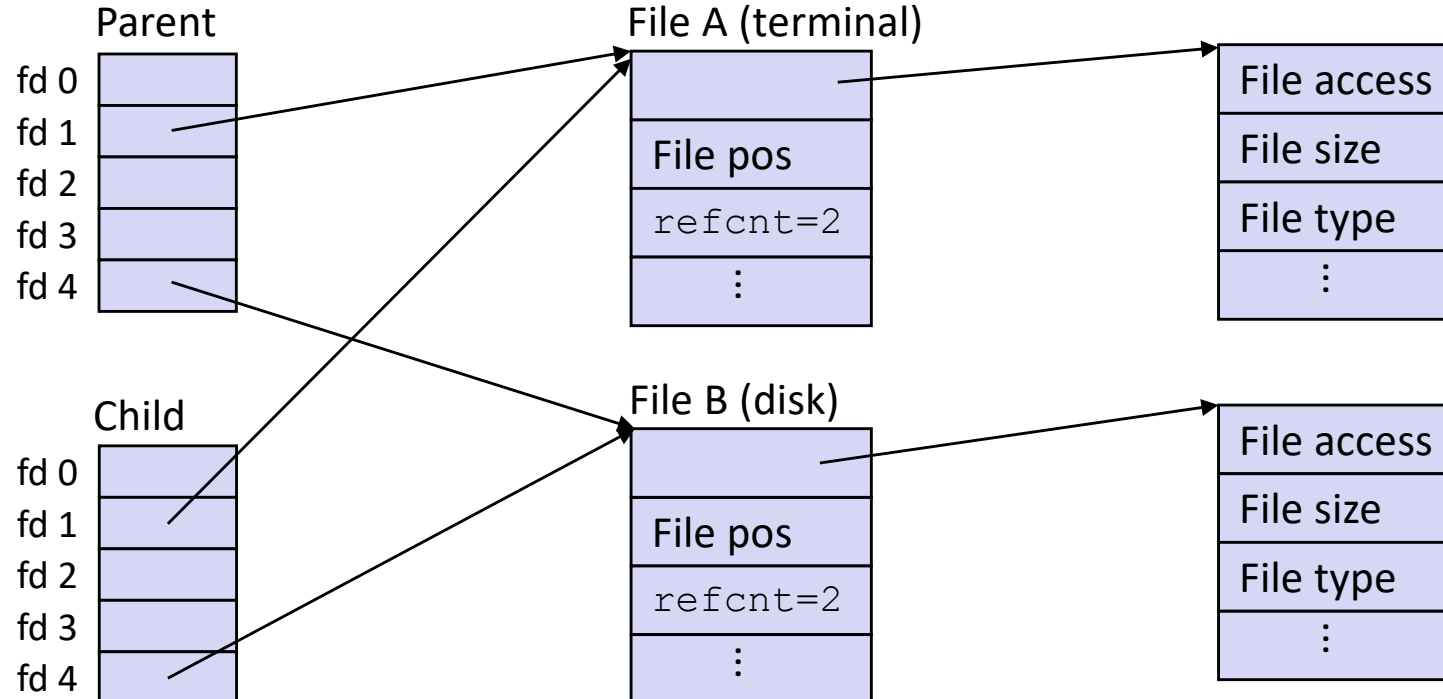 Parent
fd 0
fd 1
fd 2
fd 3
fd 4
Child
fd 0
fd 1
fd 2
fd 3
fd 4
File A (terminal)
File pos
refcnt=2
⋮
File B (disk)
File pos
refcnt=2
⋮
File access
File size
File type
⋮
File access
File size
File type
⋮